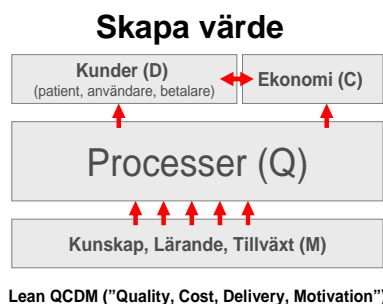 Skapa värde
Kunder (D)
(patient, användare, betalare)
Ekonomi (C)
Processer (Q)
Kunskap, Lärande, Tillväxt (M)
Lean QCDM (”Quality, Cost, Delivery, Motivation”)